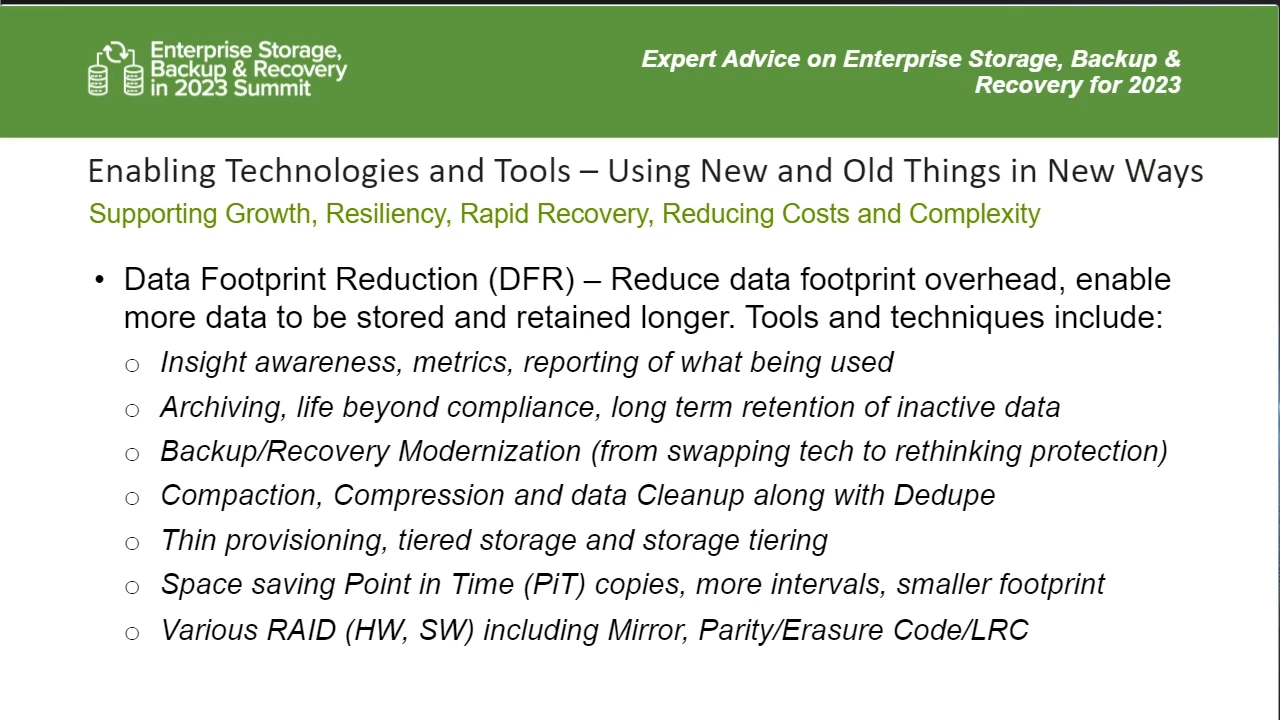 Enterprise Storage,
Backup & Recovery
in 2023 Summit
Expert Advice on Enterprise Storage, Backup &
Recovery for 2023
Enabling Technologies and Tools – Using New and Old Things in New Ways
Supporting Growth, Resiliency, Rapid Recovery, Reducing Costs and Complexity
• Data Footprint Reduction (DFR) – Reduce data footprint overhead, enable
more data to be stored and retained longer. Tools and techniques include:
○ Insight awareness, metrics, reporting of what being used
○ Archiving, life beyond compliance, long term retention of inactive data
○ Backup/Recovery Modernization (from swapping tech to rethinking protection)
○ Compaction, Compression and data Cleanup along with Dedupe
○ Thin provisioning, tiered storage and storage tiering
○ Space saving Point in Time (PiT) copies, more intervals, smaller footprint
○ Various RAID (HW, SW) including Mirror, Parity/Erasure Code/LRC